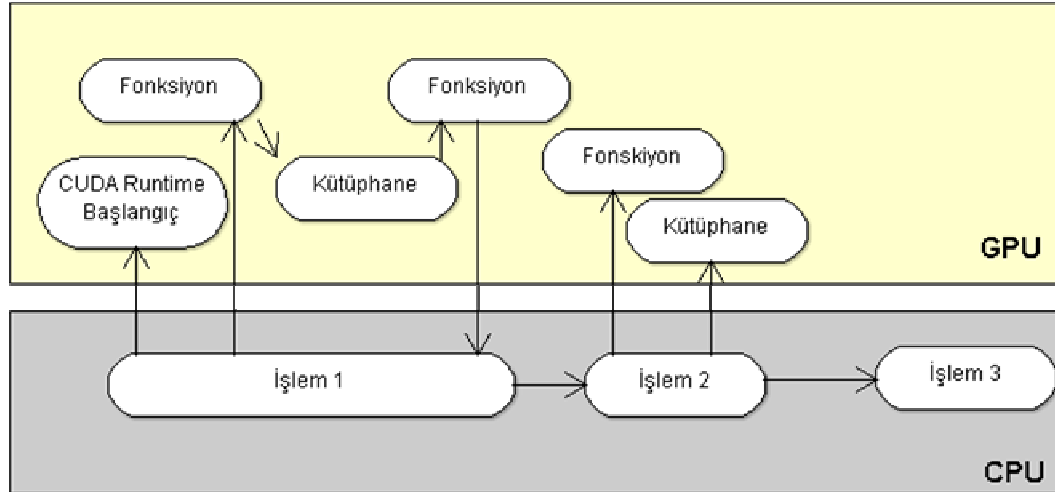 Fonksiyon
Fonksiyon
Fonskiyon
CUDA Runtime
Başlangıç
Kütüphane
Kütüphane
GPU
İşlem 1
İşlem 2
İşlem 3
CPU